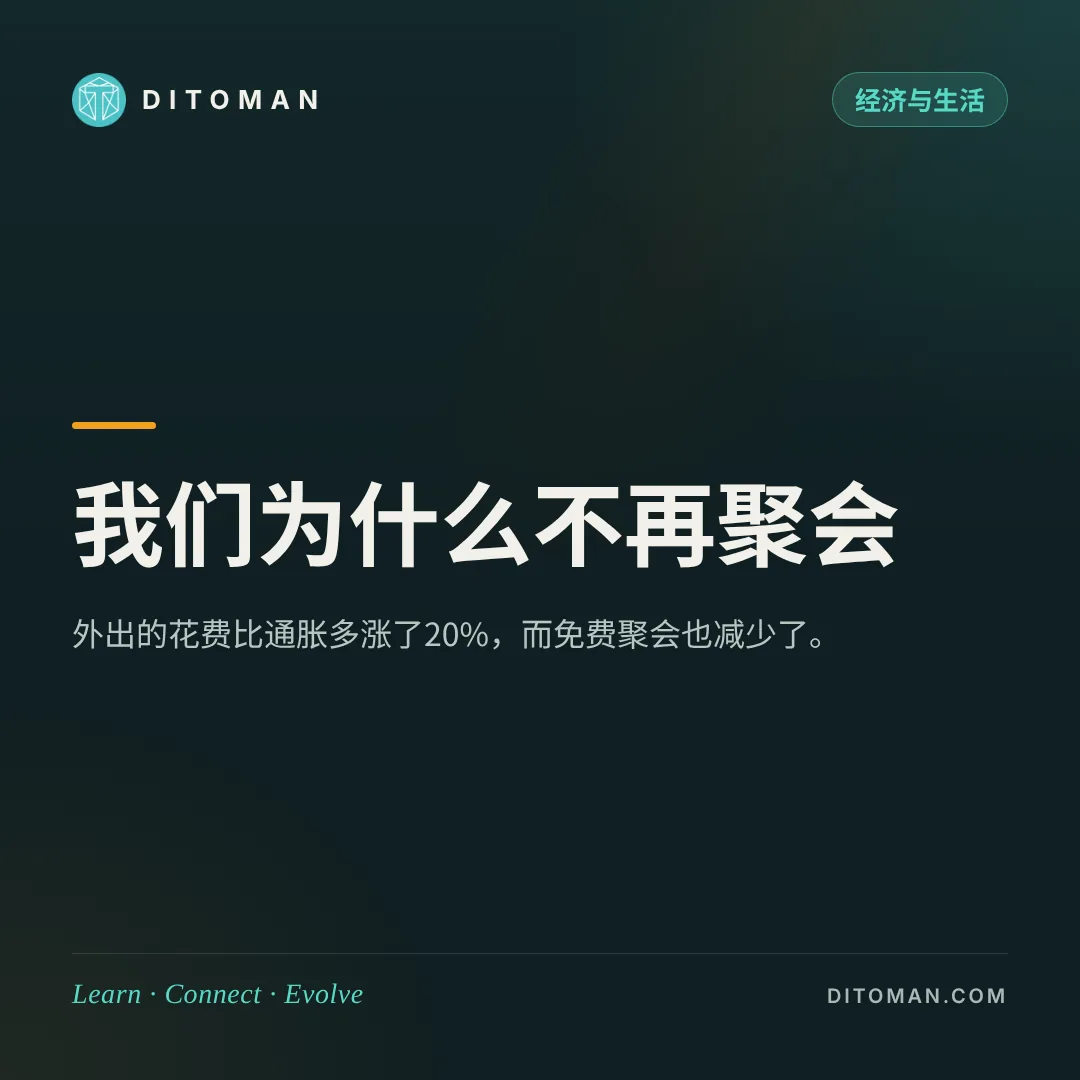 DITOMAN
经济与生活
我们为什么不再聚会
外出的花费比通胀多涨了20%，而免费聚会也减少了。
Learn · Connect · Evolve
DITOMAN.COM